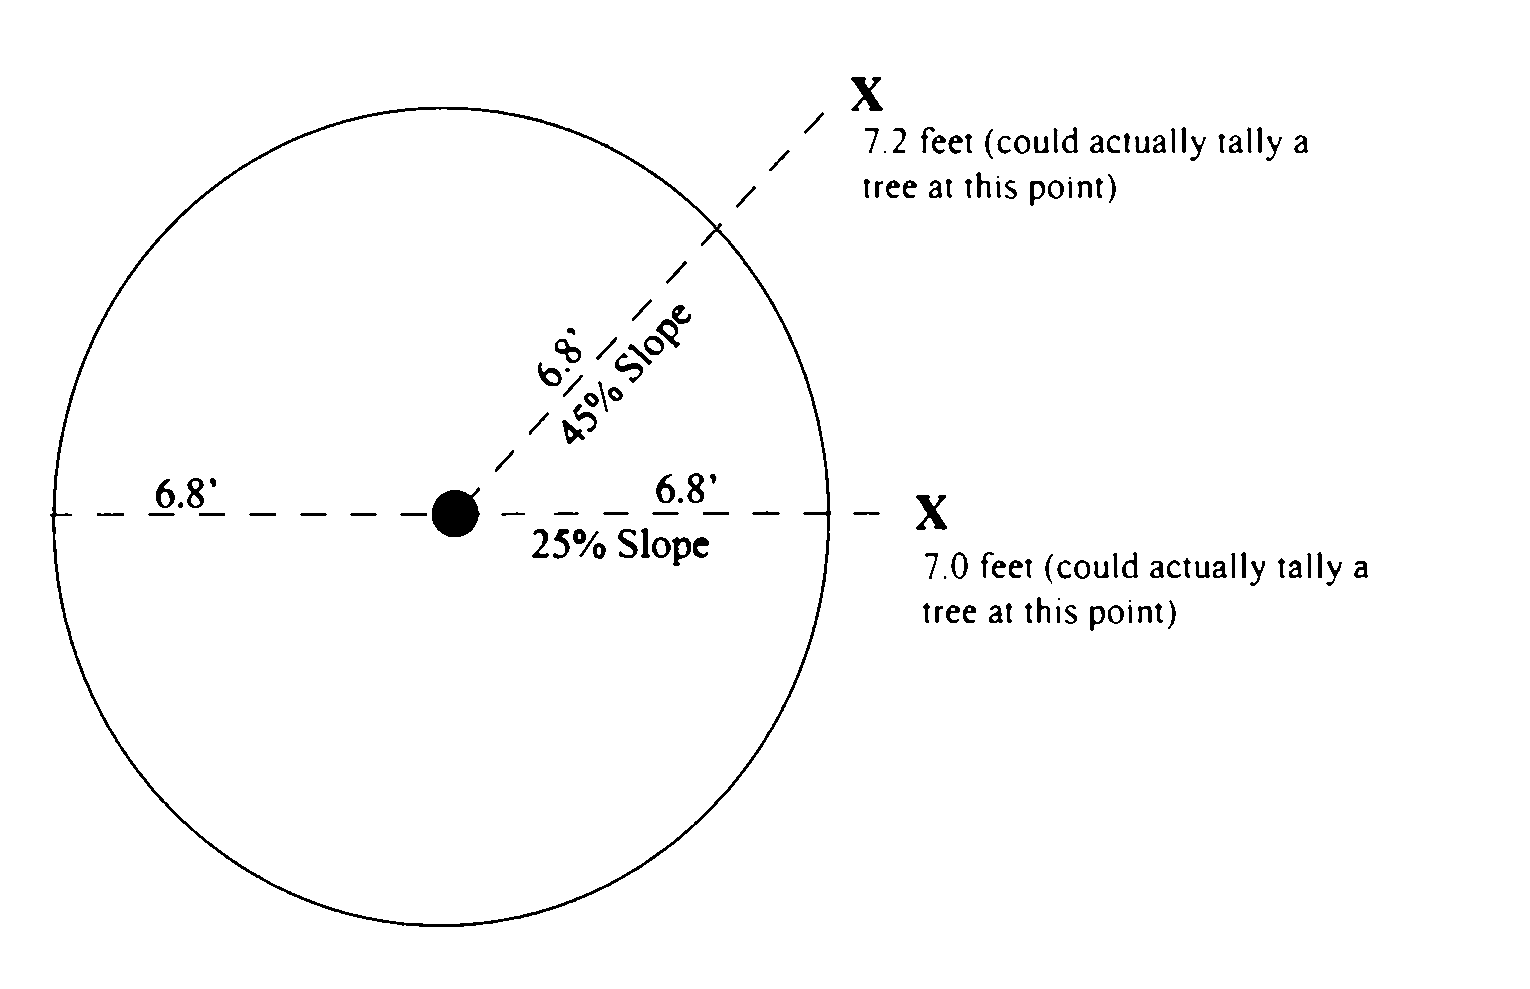 X
7.2 feet (could actually tally a
tree at this point)
6.8'
45% Slope
6.8'
6.8'
25% Slope
X
7.0 feet (could actually tally a
tree at this point)